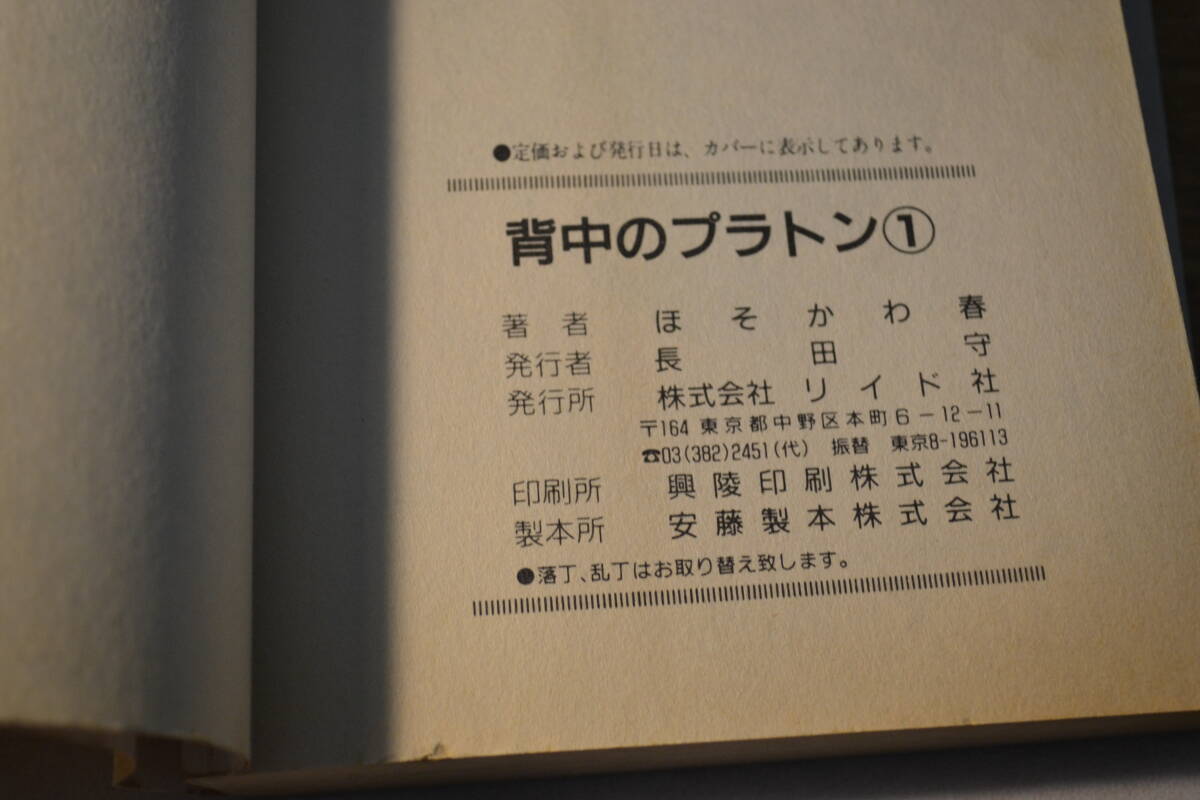 ●定価および発行日は、カバーに表示してあります。
背中のプラトン①
著者 ほそかわ春
発行者 長田守
発行所 株式会社 リイド社
〒164 東京都中野区本町6-12-11
☎03(382)2451(代) 振替 東京8-196113
印刷所 興陵印刷株式会社
製本所 安藤製本株式会社
●落丁、乱丁はお取り替え致します。